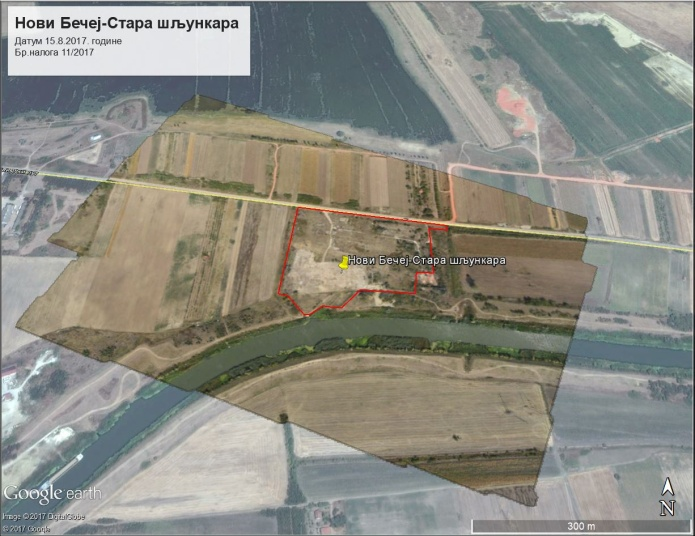 Нови Бечеј-Стара шљункара
Датум 15.8.2017. године
Бр.налога 11/2017
Нови Бечеј-Стара шљункара
Google earth
Image © 2017 DigitalGlobe
© 2017 Google
N
300 m